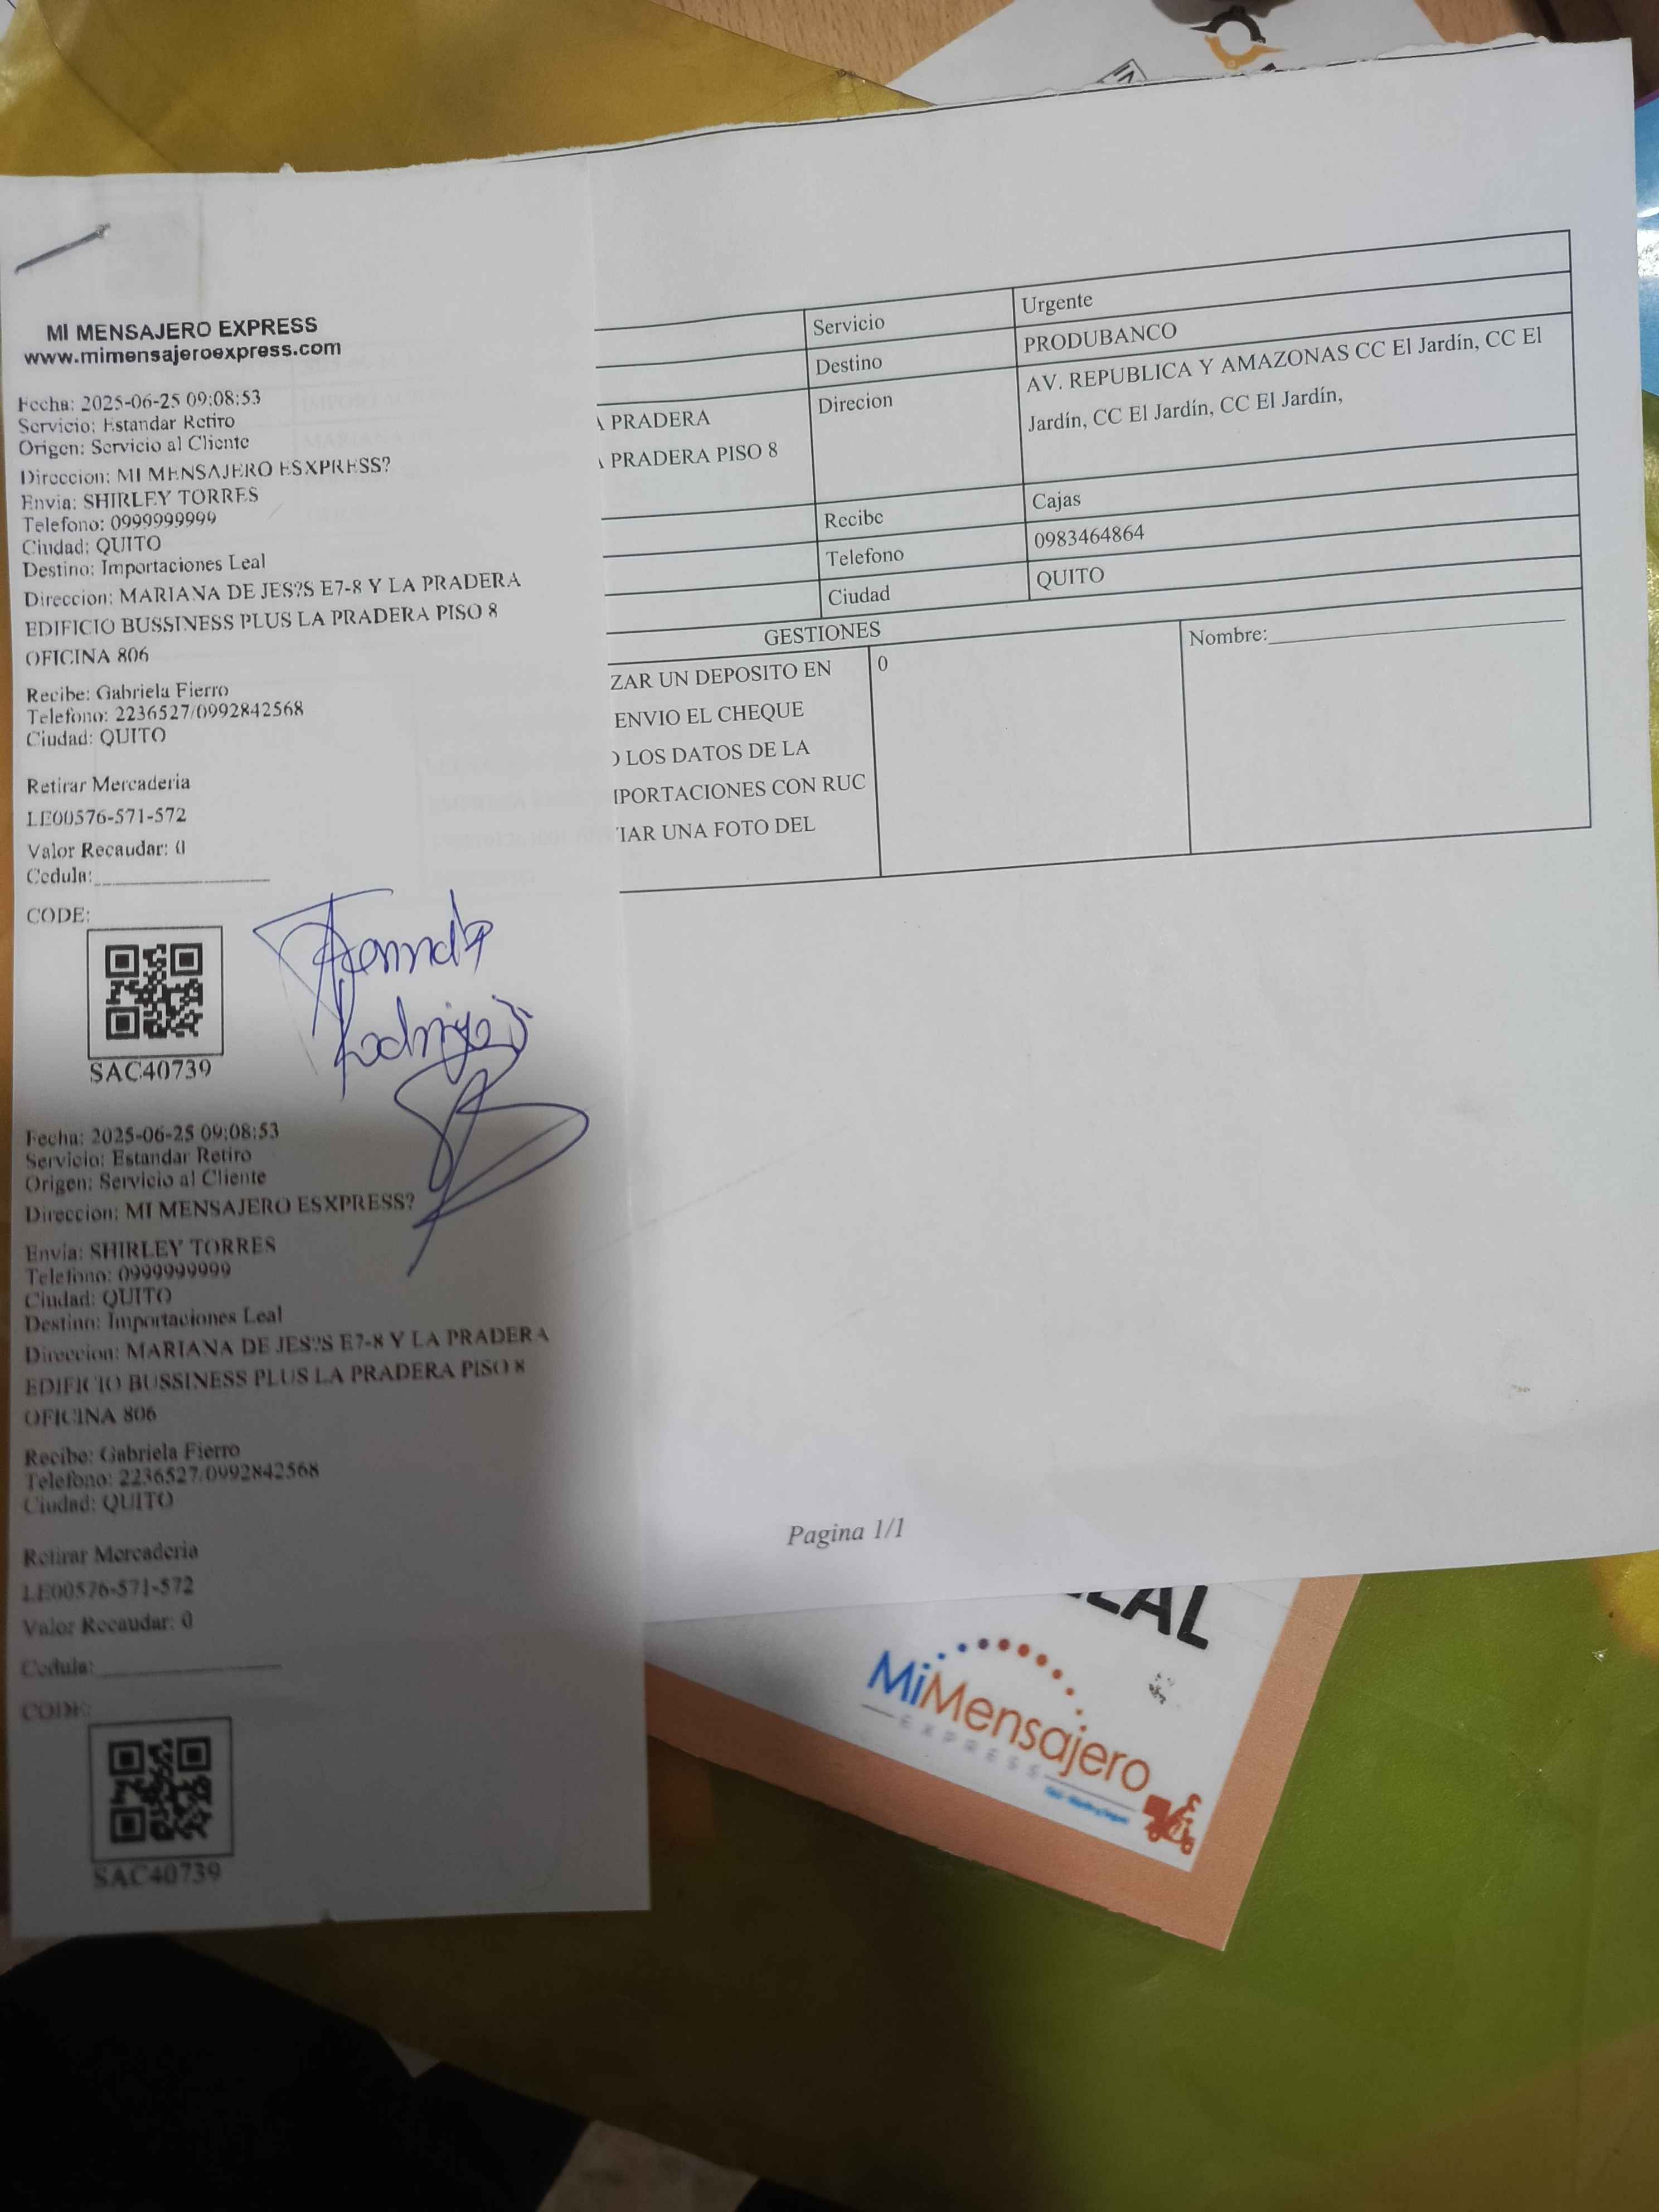 MI MENSAJERO EXPRESS
www.mimensajeroexpress.com
Fecha: 2025-06-25 09:08:53
Servicio: Estandar Retiro
Origen: Servicio al Cliente
Direccion: MI MENSAJERO ESXPRESS?
Envia: SHIRLEY TORRES
Telefono: 0999999999
Ciudad: QUITO
Destino: Importaciones Leal
Direccion: MARIANA DE JES?S E7-8 Y LA PRADERA
EDIFICIO BUSSINESS PLUS LA PRADERA PISO 8
OFICINA 806
Recibe: Gabriela Fierro
Telefono: 2236527/0992842568
Ciudad: QUITO
Retirar Mercaderia
LE00576-571-572
Valor Recaudar: 0
Cedula:
CODE:
SAC40739
Fecha: 2025-06-25 09:08:53
Servicio: Estandar Retiro
Origen: Servicio al Cliente
Direccion: MI MENSAJERO ESXPRESS?
Envia: SHIRLEY TORRES
Telefono: 0999999999
Ciudad: QUITO
Destino: Importaciones Leal
Direccion: MARIANA DE JES?S E7-8 Y LA PRADERA
EDIFICIO BUSSINESS PLUS LA PRADERA PISO 8
OFICINA 806
Recibe: Gabriela Fierro
Telefono: 2236527/0992842568
Ciudad: QUITO
Retirar Mercaderia
LE00576-571-572
Valor Recaudar: 0
Cedula:
CODE:
SAC40739
Servicio Urgente
Destino PRODUBANCO
A PRADERA
A PRADERA PISO 8
Direcion AV. REPUBLICA Y AMAZONAS CC El Jardín, CC El
Jardín, CC El Jardín, CC El Jardín,
Recibe Cajas
Telefono 0983464864
Ciudad QUITO
GESTIONES
ZAR UN DEPOSITO EN
ENVIO EL CHEQUE
LOS DATOS DE LA
IPORTACIONES CON RUC
IAR UNA FOTO DEL
0
Nombre:
Pagina 1/1
LEAL
MiMensajero
EXPRESS